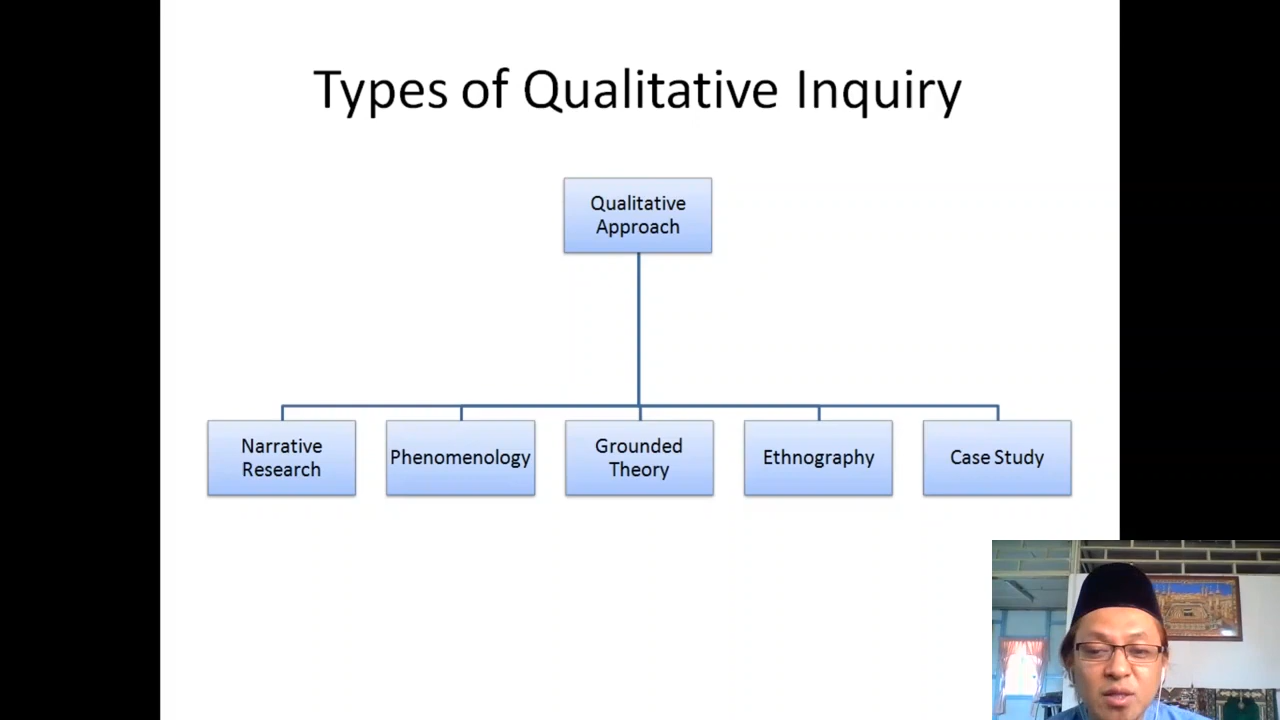 Types of Qualitative Inquiry
Qualitative
Approach
Narrative
Research
Phenomenology
Grounded
Theory
Ethnography
Case Study